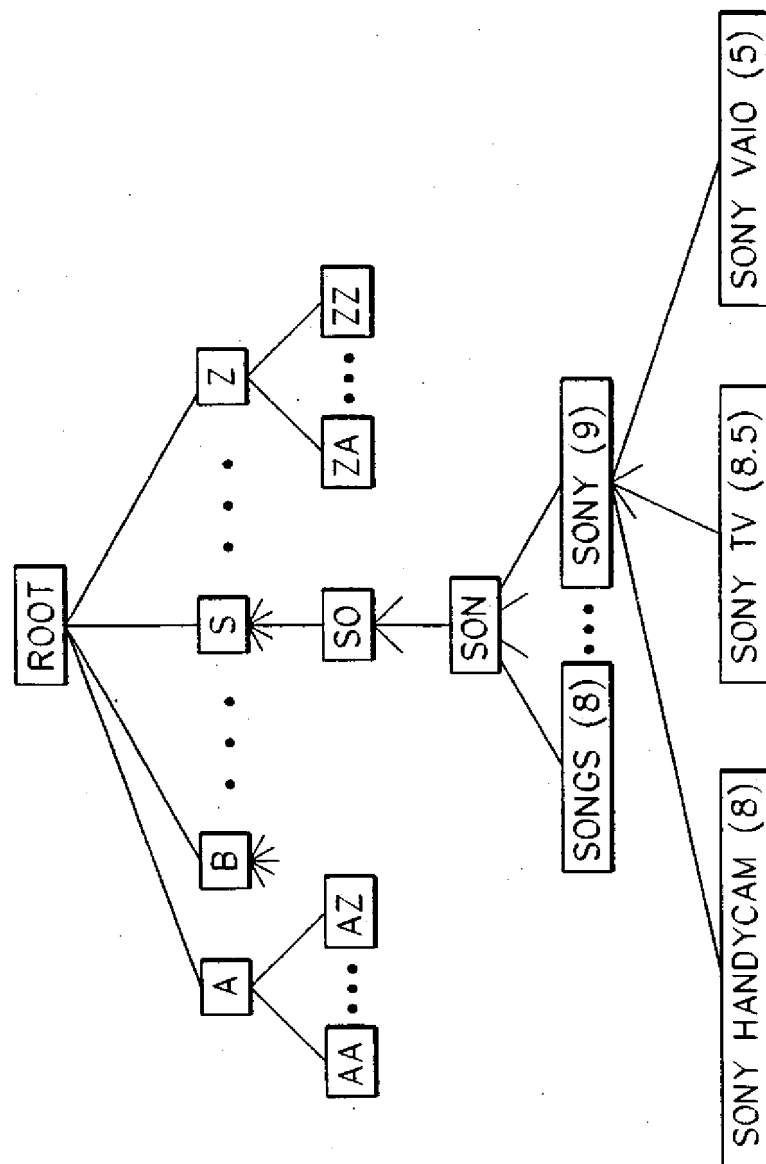 ROOT
A
B
S
Z
AA
AZ
SO
ZA
ZZ
SON
SONGS (8)
SONY (9)
SONY HANDYCAM (8)
SONY TV (8.5)
SONY VAIO (5)